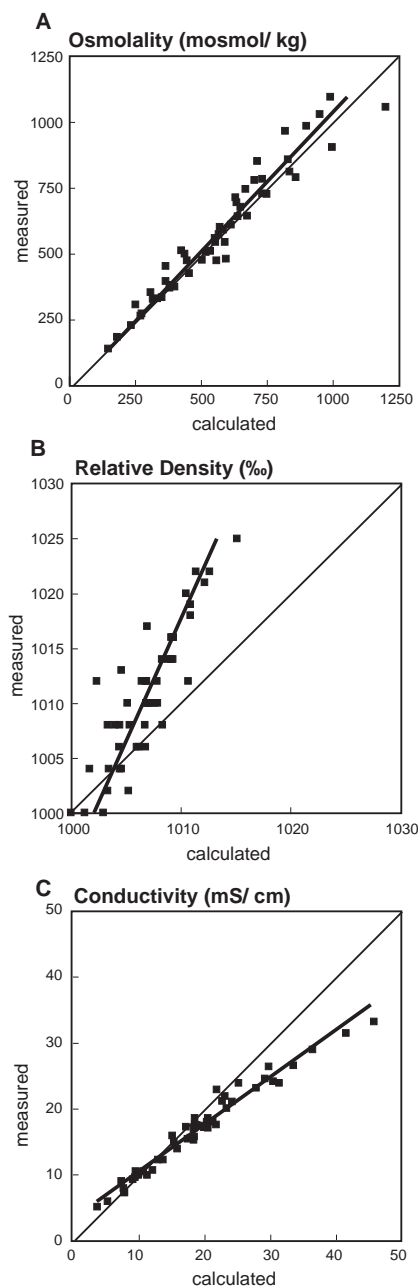 A
Osmolality (mosmol/ kg)
1250
1000
750
500
250
0
measured
0 250 500 750 1000 1250
calculated
B
Relative Density (‰)
1030
1025
1020
1015
1010
1005
1000
measured
1000 1010 1020 1030
calculated
C
Conductivity (mS/ cm)
50
40
30
20
10
0
measured
0 10 20 30 40 50
calculated